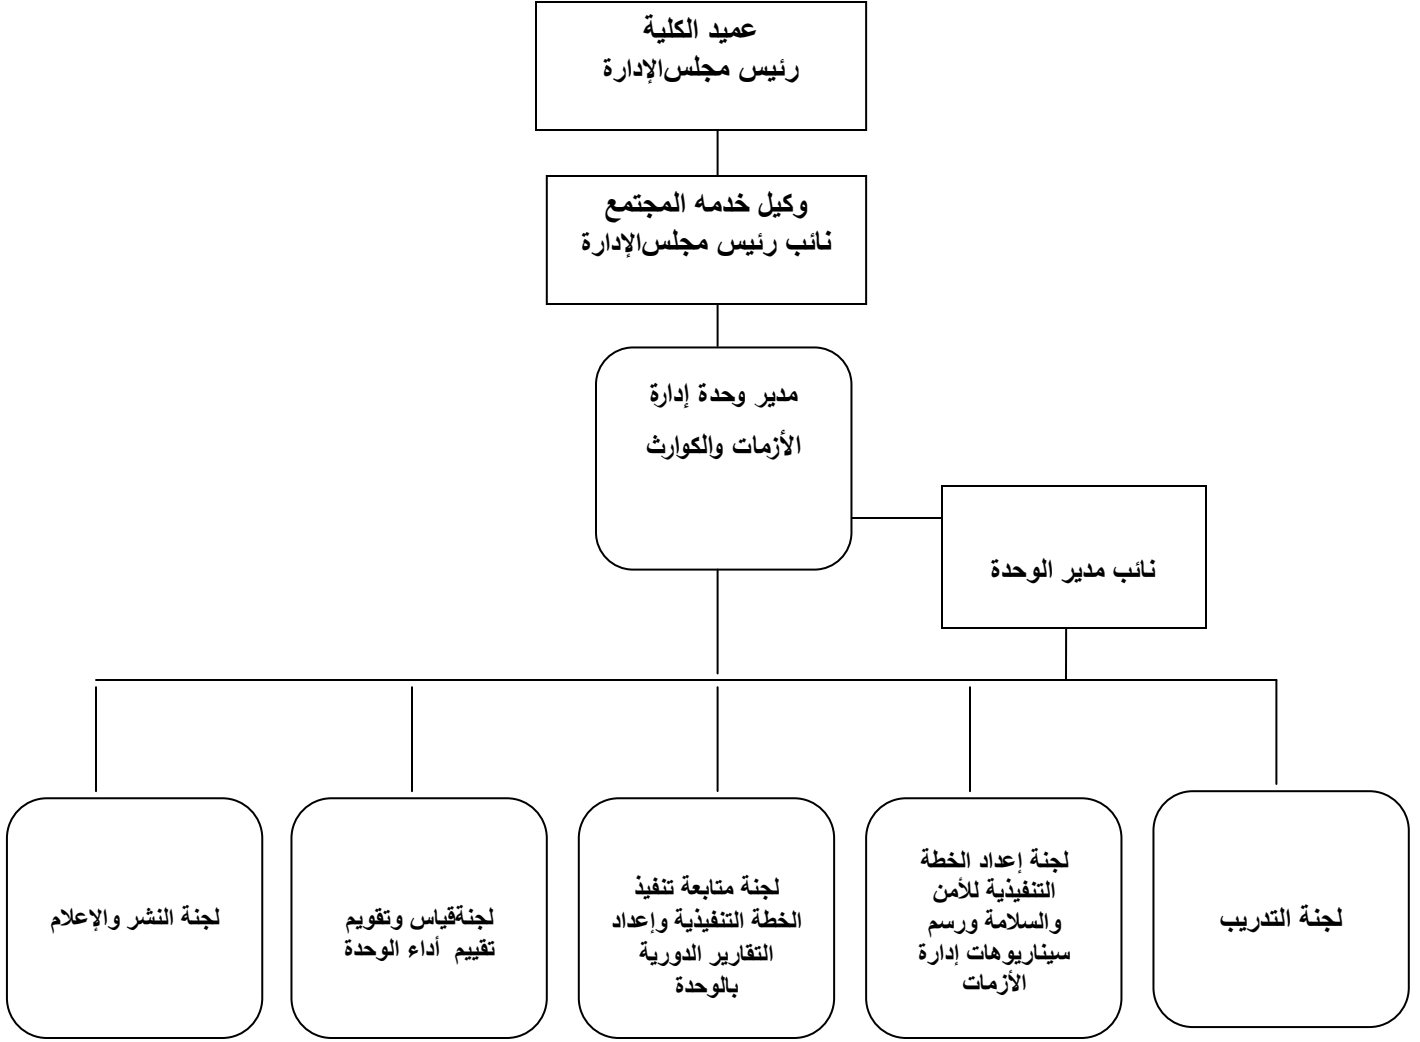 عميد الكلية
رئيس مجلس الإدارة
وكيل خدمه المجتمع
نائب رئيس مجلس الإدارة
مدير وحدة إدارة
الأزمات والكوارث
نائب مدير الوحدة
لجنة التدريب
لجنة إعداد الخطة
التنفيذية للأمن
والسلامة ورسم
سيناريوهات إدارة
الأزمات
لجنة متابعة تنفيذ
الخطة التنفيذية وإعداد
التقارير الدورية
بالوحدة
لجنةقياس وتقويم
تقييم أداء الوحدة
لجنة النشر والإعلام